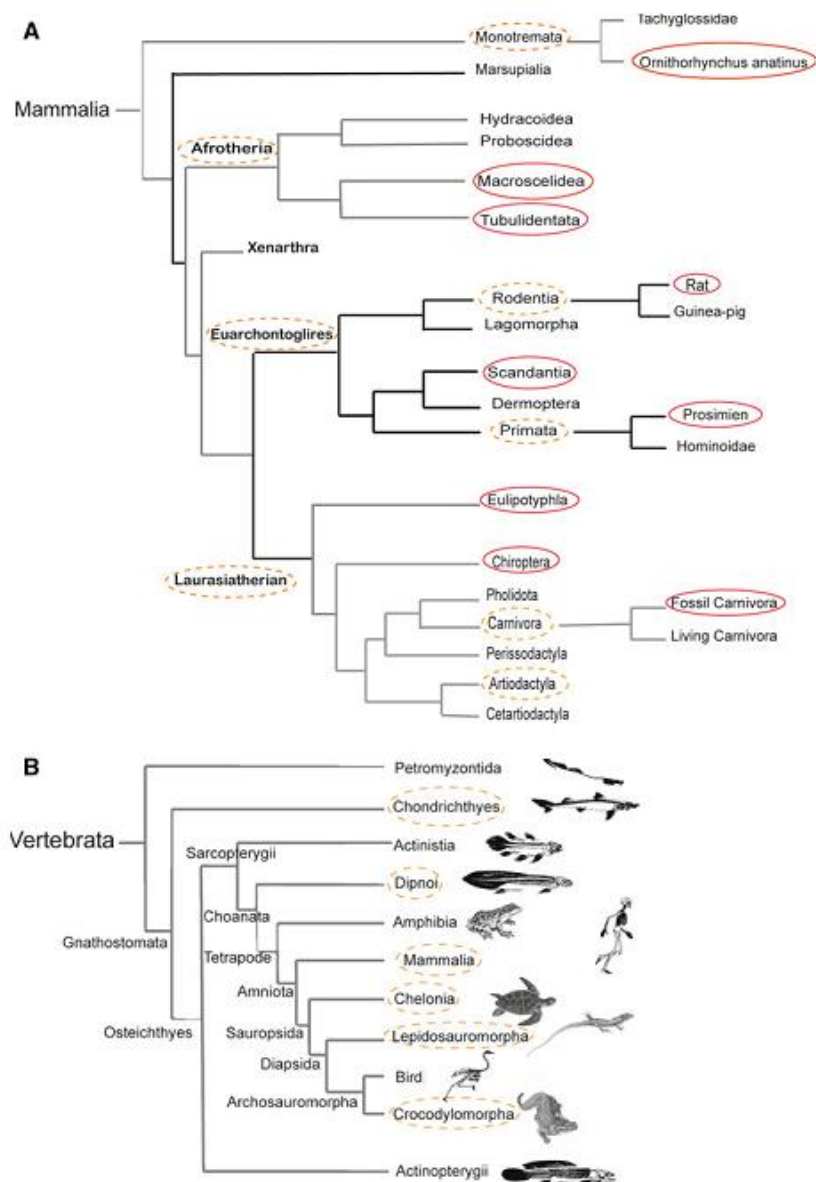 A
Tachyglossidae
Monotremata
Ornithorhynchus anatinus
Marsupialia
Mammalia
Hydracoidea
Proboscidea
Afrotheria
Macroscelidea
Tubulidentata
Xenarthra
Rat
Rodentia
Guinea-pig
Lagomorpha
Euarchontoglires
Scandantia
Dermoptera
Prosimien
Primata
Hominoidae
Eulipotyphla
Chiroptera
Laurasiatherian
Pholidota
Fossil Carnivora
Carnivora
Living Carnivora
Perissodactyla
Artiodactyla
Cetartiodactyla
B
Petromyzontida
Chondrichthyes
Vertebrata
Actinistia
Sarcopterygii
Dipnoi
Choanata
Amphibia
Gnathostomata
Tetrapode
Mammalia
Amniota
Chelonia
Osteichthyes
Sauropsida
Lepidosauromorpha
Diapsida
Bird
Archosauromorpha
Crocodylomorpha
Actinopterygii